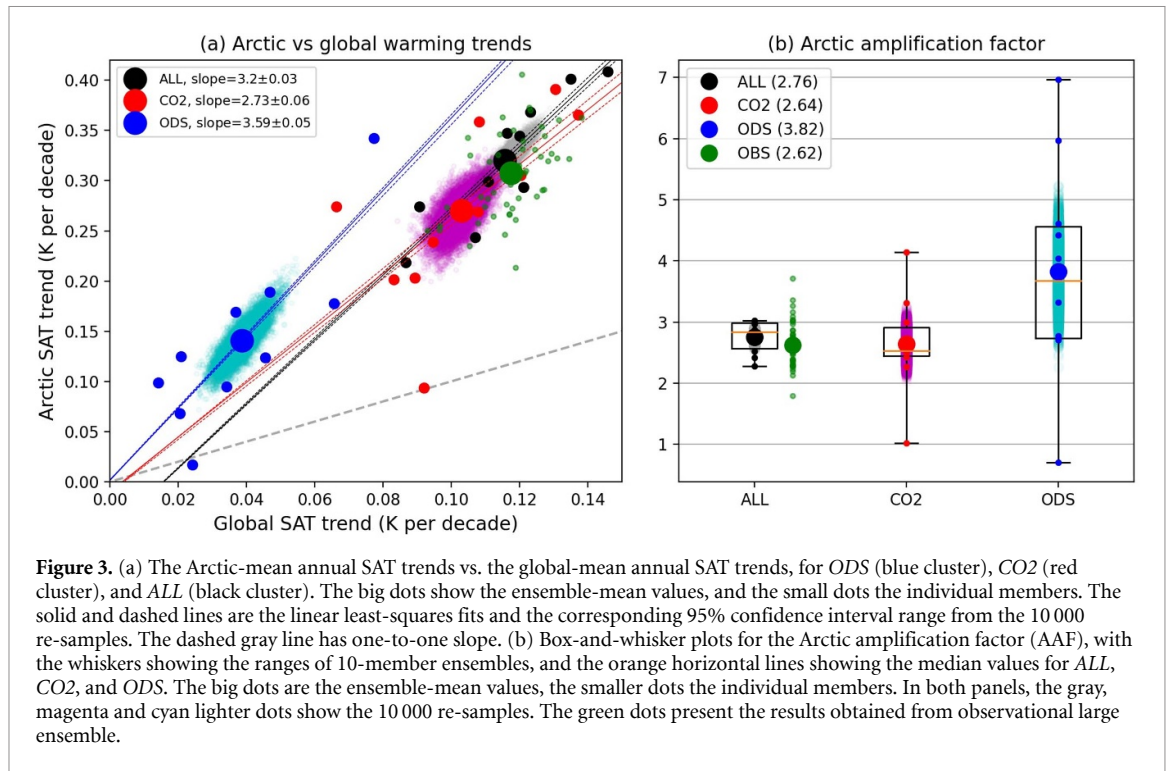 (a) Arctic vs global warming trends
ALL, slope=3.2±0.03
CO2, slope=2.73±0.06
ODS, slope=3.59±0.05
0.40
0.35
0.30
0.25
0.20
0.15
0.10
0.05
0.00
Arctic SAT trend (K per decade)
0.00 0.02 0.04 0.06 0.08 0.10 0.12 0.14
Global SAT trend (K per decade)
(b) Arctic amplification factor
ALL (2.76)
CO2 (2.64)
ODS (3.82)
OBS (2.62)
7
6
5
4
3
2
1
ALL CO2 ODS
Figure 3. (a) The Arctic-mean annual SAT trends vs. the global-mean annual SAT trends, for ODS (blue cluster), CO2 (red
cluster), and ALL (black cluster). The big dots show the ensemble-mean values, and the small dots the individual members. The
solid and dashed lines are the linear least-squares fits and the corresponding 95% confidence interval range from the 10 000
re-samples. The dashed gray line has one-to-one slope. (b) Box-and-whisker plots for the Arctic amplification factor (AAF), with
the whiskers showing the ranges of 10-member ensembles, and the orange horizontal lines showing the median values for ALL,
CO2, and ODS. The big dots are the ensemble-mean values, the smaller dots the individual members. In both panels, the gray,
magenta and cyan lighter dots show the 10 000 re-samples. The green dots present the results obtained from observational large
ensemble.